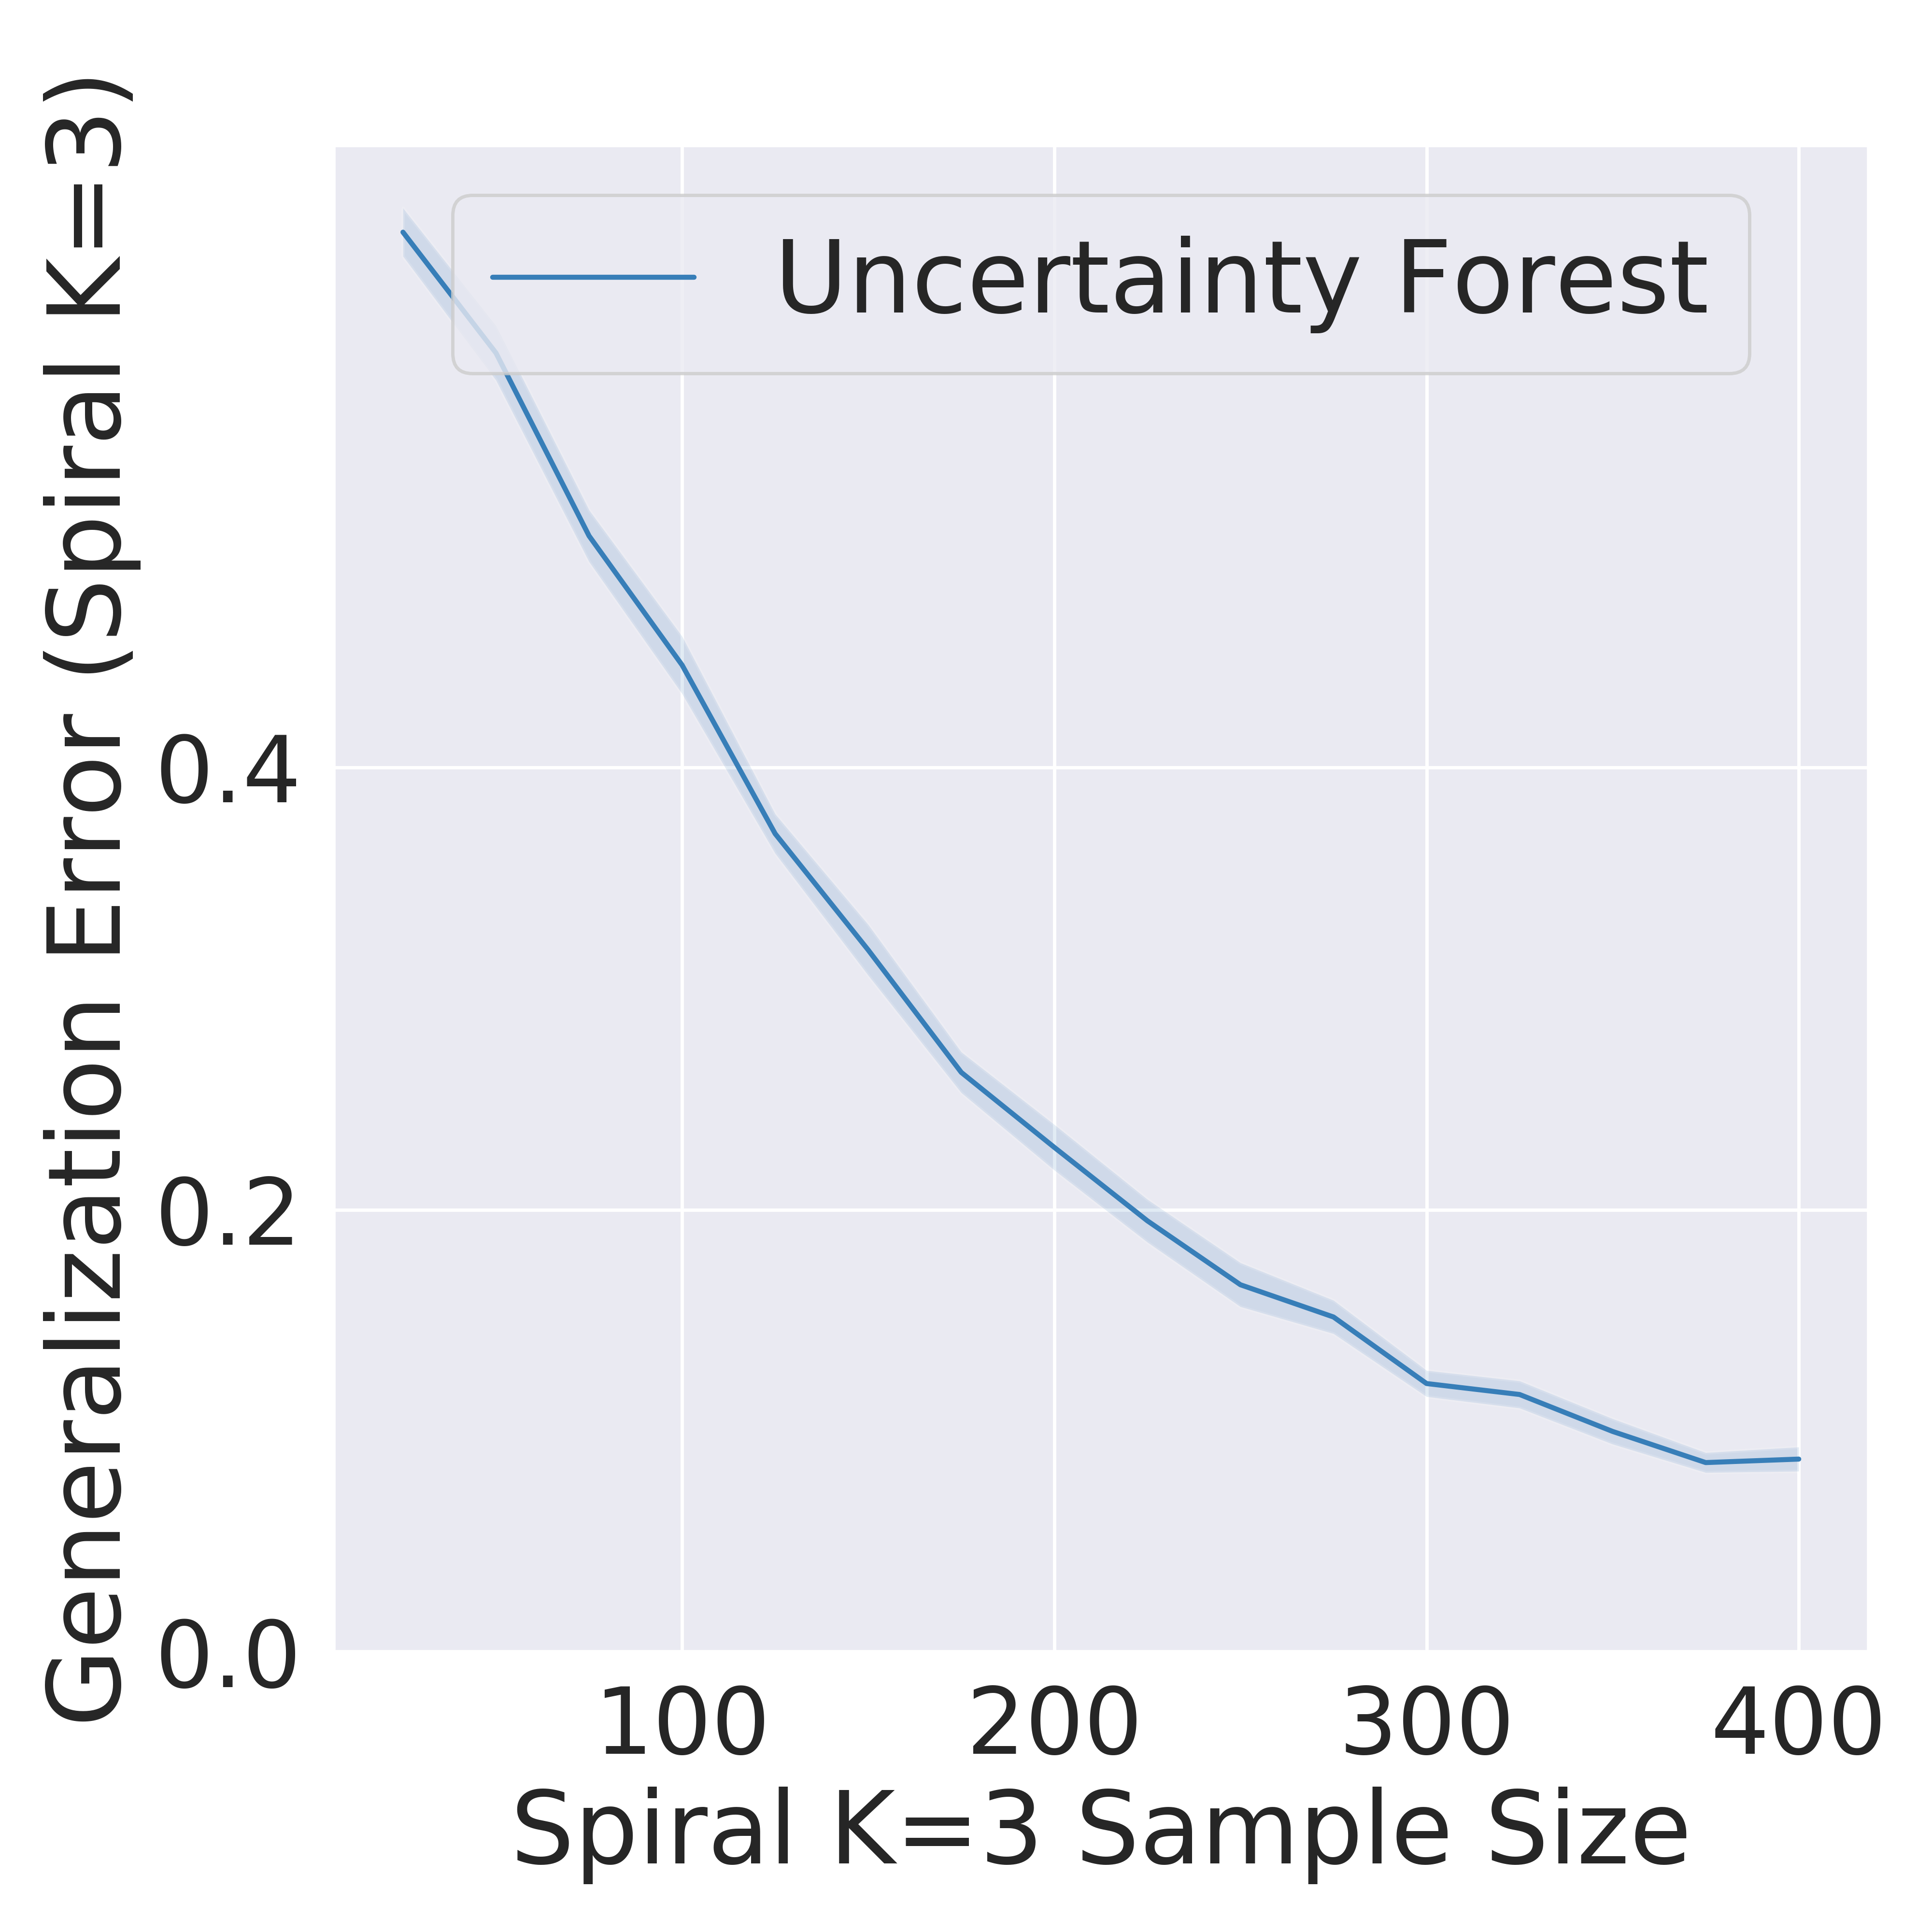 Generalization Error (Spiral K=3)
Uncertainty Forest
0.4
0.2
0.0
100 200 300 400
Spiral K=3 Sample Size